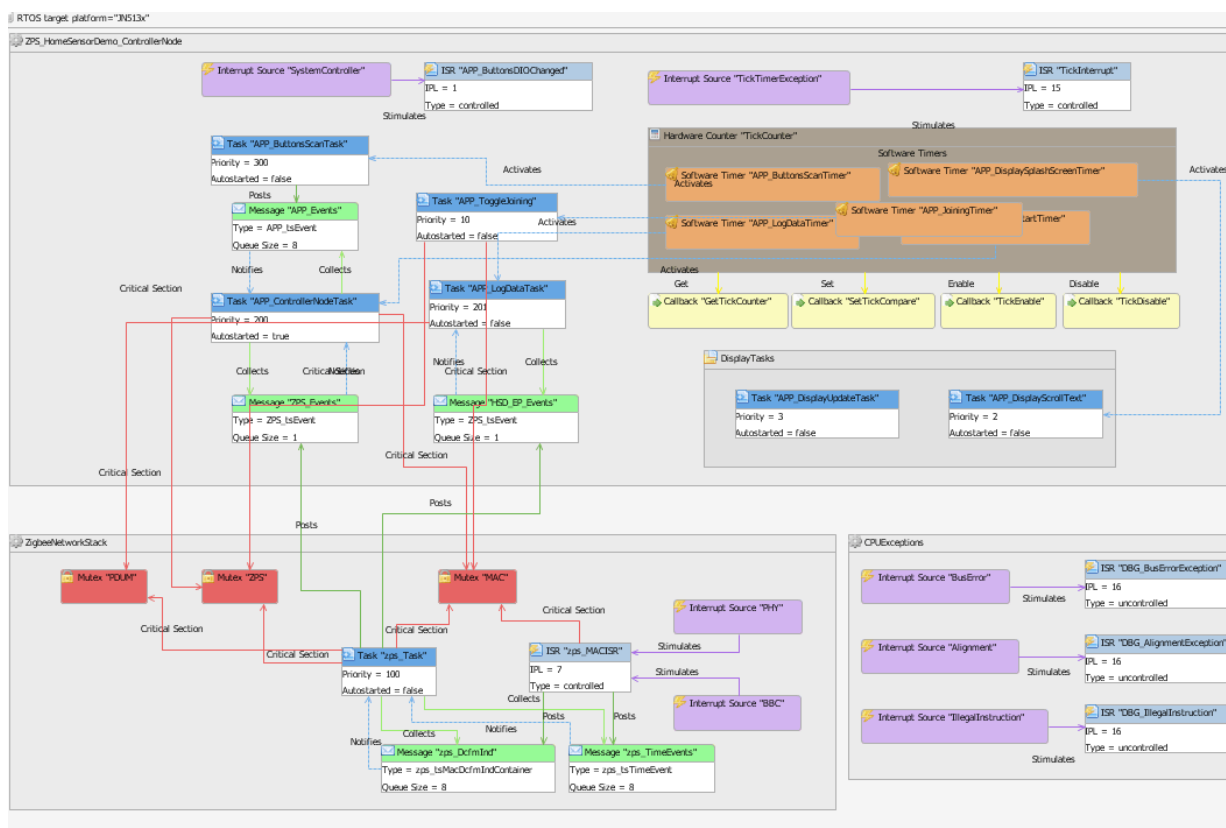 RTOS target platform="JN513x"
ZPS_HomeSensorDemo_ControllerNode
Interrupt Source "SystemController"
ISR "APP_ButtonsDIOChanged"
IPL = 1
Type = controlled
Stimulates
Interrupt Source "TickTimerException"
ISR "TickInterrupt"
IPL = 15
Type = controlled
Stimulates
Task "APP_ButtonsScanTask"
Priority = 300
Autostarted = false
Posts
Message "APP_Events"
Type = APP_tsEvent
Queue Size = 8
Notifies
Collects
Critical Section
Task "APP_ToggleJoining"
Priority = 10
Autostarted = false
Activates
Activates
Hardware Counter "TickCounter"
Software Timers
Software Timer "APP_ButtonsScanTimer"
Activates
Software Timer "APP_DisplaySplashScreenTimer"
Software Timer "APP_LogDataTimer"
Software Timer "APP_JoiningTimer"
artTimer"
Activates
Activates
Get
Set
Enable
Disable
Callback "GetTickCounter"
Callback "SetTickCompare"
Callback "TickEnable"
Callback "TickDisable"
Task "APP_ControllerNodeTask"
Priority = 200
Autostarted = true
Task "APP_LogDataTask"
Priority = 201
Autostarted = false
Collects
Critical Section
Notifies
Notifies
Critical Section
Collects
Message "ZPS_Events"
Type = ZPS_tsEvent
Queue Size = 1
Message "HSD_EP_Events"
Type = ZPS_tsEvent
Queue Size = 1
DisplayTasks
Task "APP_DisplayUpdateTask"
Priority = 3
Autostarted = false
Task "APP_DisplayScrollText"
Priority = 2
Autostarted = false
Critical Section
Critical Section
Posts
Posts
ZigbeeNetworkStack
Mutex "PDUM"
Mutex "ZPS"
Mutex "MAC"
Critical Section
Critical Section
Critical Section
Interrupt Source "PHY"
Stimulates
Stimulates
Interrupt Source "BBC"
Task "zps_Task"
Priority = 100
Autostarted = false
ISR "zps_MACISR"
IPL = 7
Type = controlled
Collects
Posts
Posts
Notifies
Collects
Notifies
Message "zps_DcfmInd"
Type = zps_tsMacDcfmIndContainer
Queue Size = 8
Message "zps_TimeEvents"
Type = zps_tsTimeEvent
Queue Size = 8
CPUExceptions
Interrupt Source "BusError"
Stimulates
ISR "DBG_BusErrorException"
IPL = 16
Type = uncontrolled
Interrupt Source "Alignment"
Stimulates
ISR "DBG_AlignmentException"
IPL = 16
Type = uncontrolled
Interrupt Source "IllegalInstruction"
Stimulates
ISR "DBG_IllegalInstruction"
IPL = 16
Type = uncontrolled